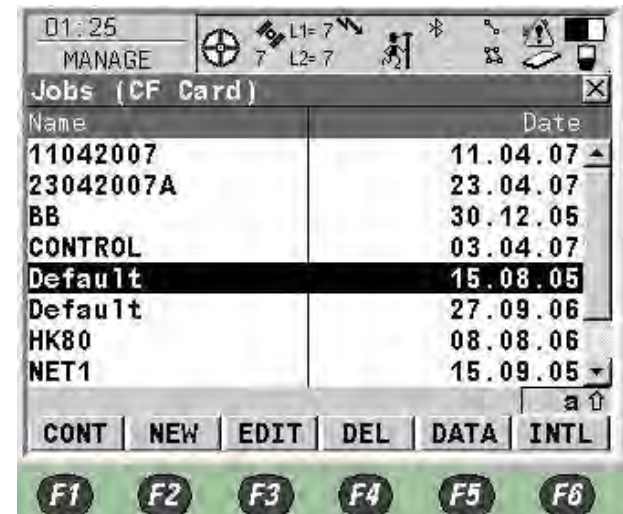 01:25
MANAGE
7
L1= 7
L2= 7
Jobs (CF Card)
Name Date
11042007 11.04.07
23042007A 23.04.07
BB 30.12.05
CONTROL 03.04.07
Default 15.08.05
Default 27.09.06
HK80 08.08.06
NET1 15.09.05
a
CONT NEW EDIT DEL DATA INTL
F1 F2 F3 F4 F5 F6